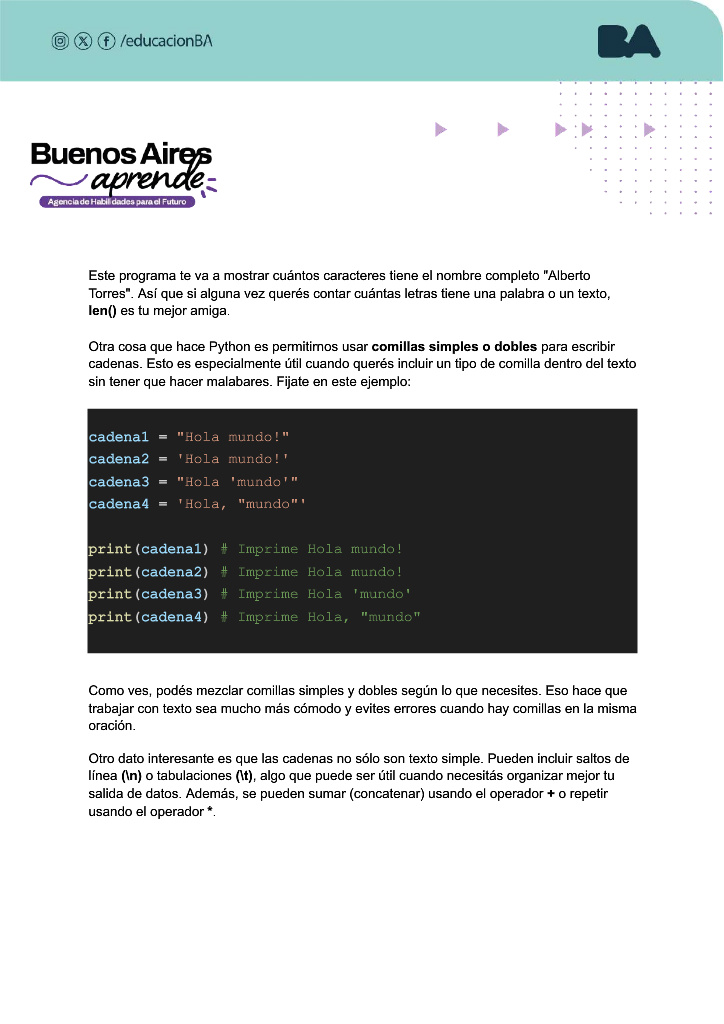 /educacionBA
BA
Buenos Aires
aprende
Agencia de Habilidades para el Futuro
Este programa te va a mostrar cuántos caracteres tiene el nombre completo "Alberto
Torres". Así que si alguna vez querés contar cuántas letras tiene una palabra o un texto,
len() es tu mejor amiga.
Otra cosa que hace Python es permitirnos usar comillas simples o dobles para escribir
cadenas. Esto es especialmente útil cuando querés incluir un tipo de comilla dentro del texto
sin tener que hacer malabares. Fijate en este ejemplo:
cadena1 = "Hola mundo!"
cadena2 = 'Hola mundo!'
cadena3 = "Hola 'mundo'"
cadena4 = 'Hola, "mundo"'
print(cadena1) # Imprime Hola mundo!
print(cadena2) # Imprime Hola mundo!
print(cadena3) # Imprime Hola 'mundo'
print(cadena4) # Imprime Hola, "mundo"
Como ves, podés mezclar comillas simples y dobles según lo que necesites. Eso hace que
trabajar con texto sea mucho más cómodo y evites errores cuando hay comillas en la misma
oración.
Otro dato interesante es que las cadenas no sólo son texto simple. Pueden incluir saltos de
línea (\n) o tabulaciones (\t), algo que puede ser útil cuando necesitás organizar mejor tu
salida de datos. Además, se pueden sumar (concatenar) usando el operador + o repetir
usando el operador *.